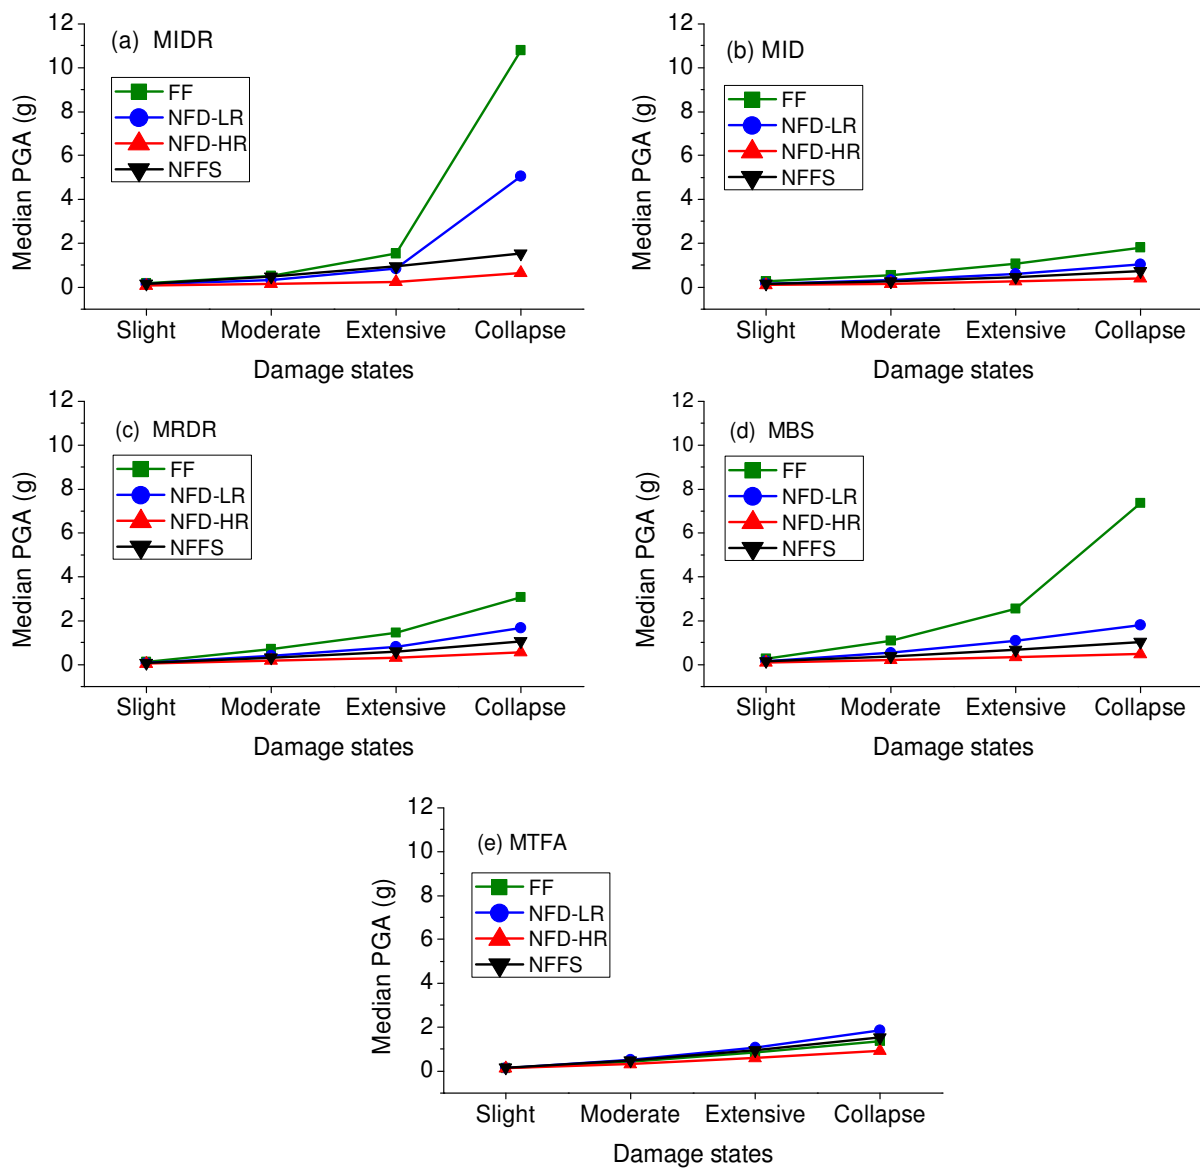 (a) MIDR
FF
NFD-LR
NFD-HR
NFFS
12
10
8
6
4
2
0
Median PGA (g)
Slight Moderate Extensive Collapse
Damage states
(b) MID
FF
NFD-LR
NFD-HR
NFFS
12
10
8
6
4
2
0
Median PGA (g)
Slight Moderate Extensive Collapse
Damage states
(c) MRDR
FF
NFD-LR
NFD-HR
NFFS
12
10
8
6
4
2
0
Median PGA (g)
Slight Moderate Extensive Collapse
Damage states
(d) MBS
FF
NFD-LR
NFD-HR
NFFS
12
10
8
6
4
2
0
Median PGA (g)
Slight Moderate Extensive Collapse
Damage states
(e) MTFA
FF
NFD-LR
NFD-HR
NFFS
12
10
8
6
4
2
0
Median PGA (g)
Slight Moderate Extensive Collapse
Damage states